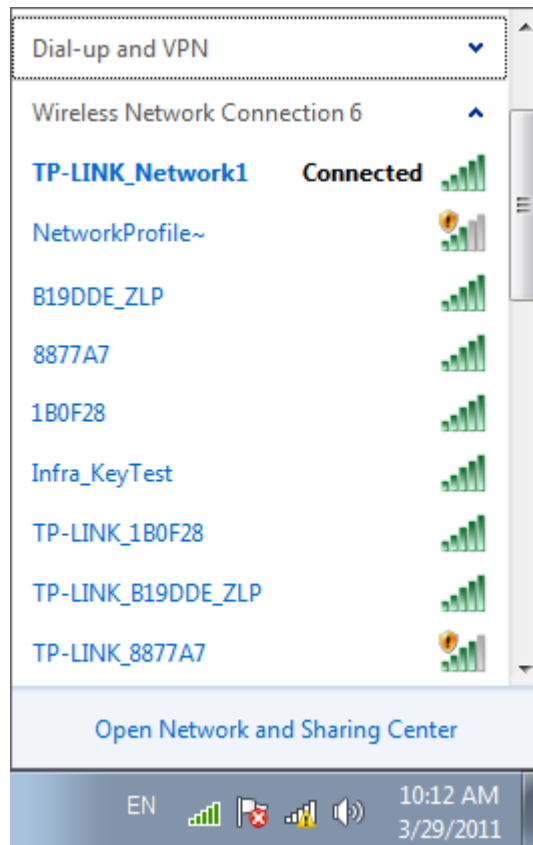 Dial-up and VPN
Wireless Network Connection 6
TP-LINK_Network1 Connected
NetworkProfile~
B19DDE_ZLP
8877A7
1B0F28
Infra_KeyTest
TP-LINK_1B0F28
TP-LINK_B19DDE_ZLP
TP-LINK_8877A7
Open Network and Sharing Center
EN 10:12 AM
3/29/2011